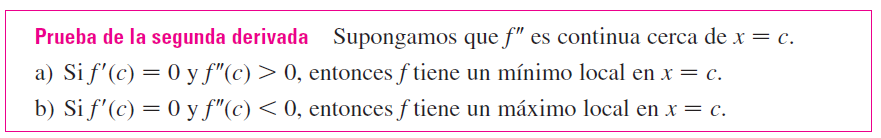 Prueba de la segunda derivada Supongamos que f″ es continua cerca de x = c.
a) Si f′(c) = 0 y f″(c) > 0, entonces f tiene un mínimo local en x = c.
b) Si f′(c) = 0 y f″(c) < 0, entonces f tiene un máximo local en x = c.